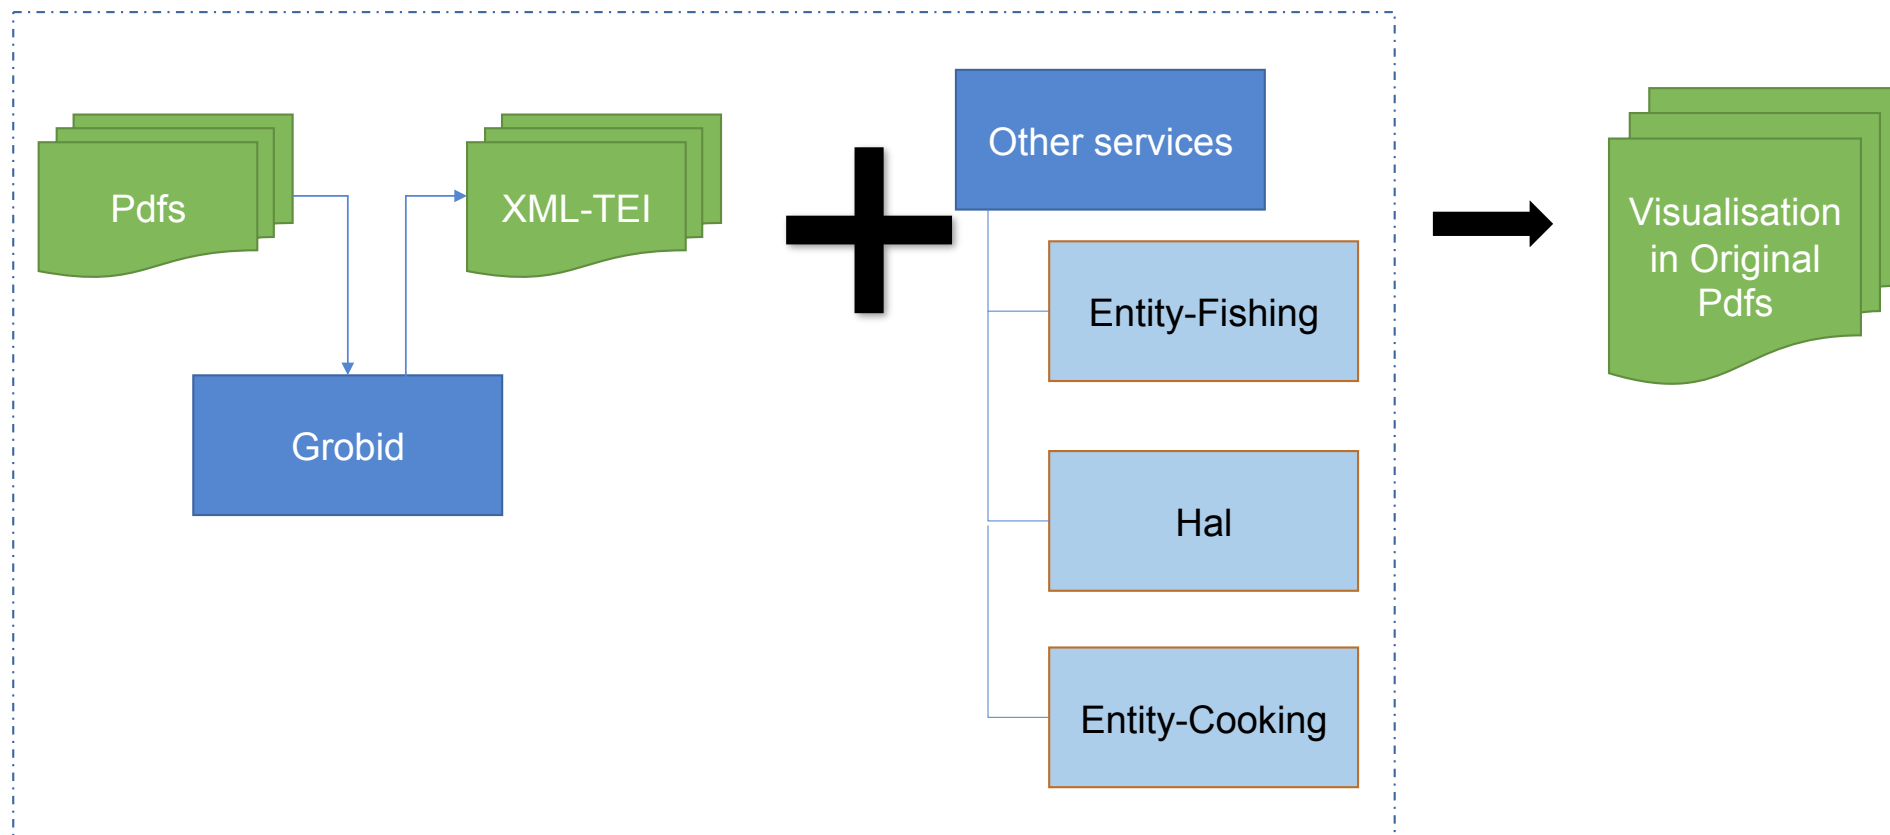 Pdfs
XML-TEI
Grobid
Other services
Entity-Fishing
Hal
Entity-Cooking
Visualisation
in Original
Pdfs